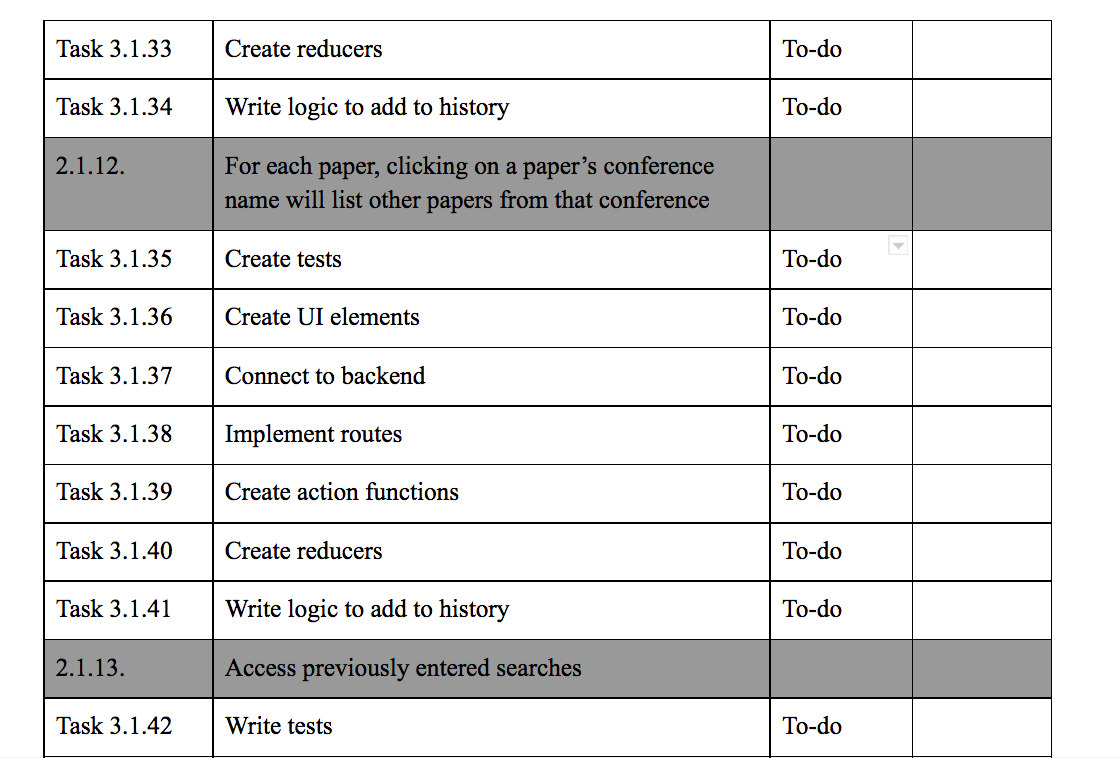 Task 3.1.33 Create reducers To-do
Task 3.1.34 Write logic to add to history To-do
2.1.12. For each paper, clicking on a paper’s conference
name will list other papers from that conference
Task 3.1.35 Create tests To-do
Task 3.1.36 Create UI elements To-do
Task 3.1.37 Connect to backend To-do
Task 3.1.38 Implement routes To-do
Task 3.1.39 Create action functions To-do
Task 3.1.40 Create reducers To-do
Task 3.1.41 Write logic to add to history To-do
2.1.13. Access previously entered searches
Task 3.1.42 Write tests To-do